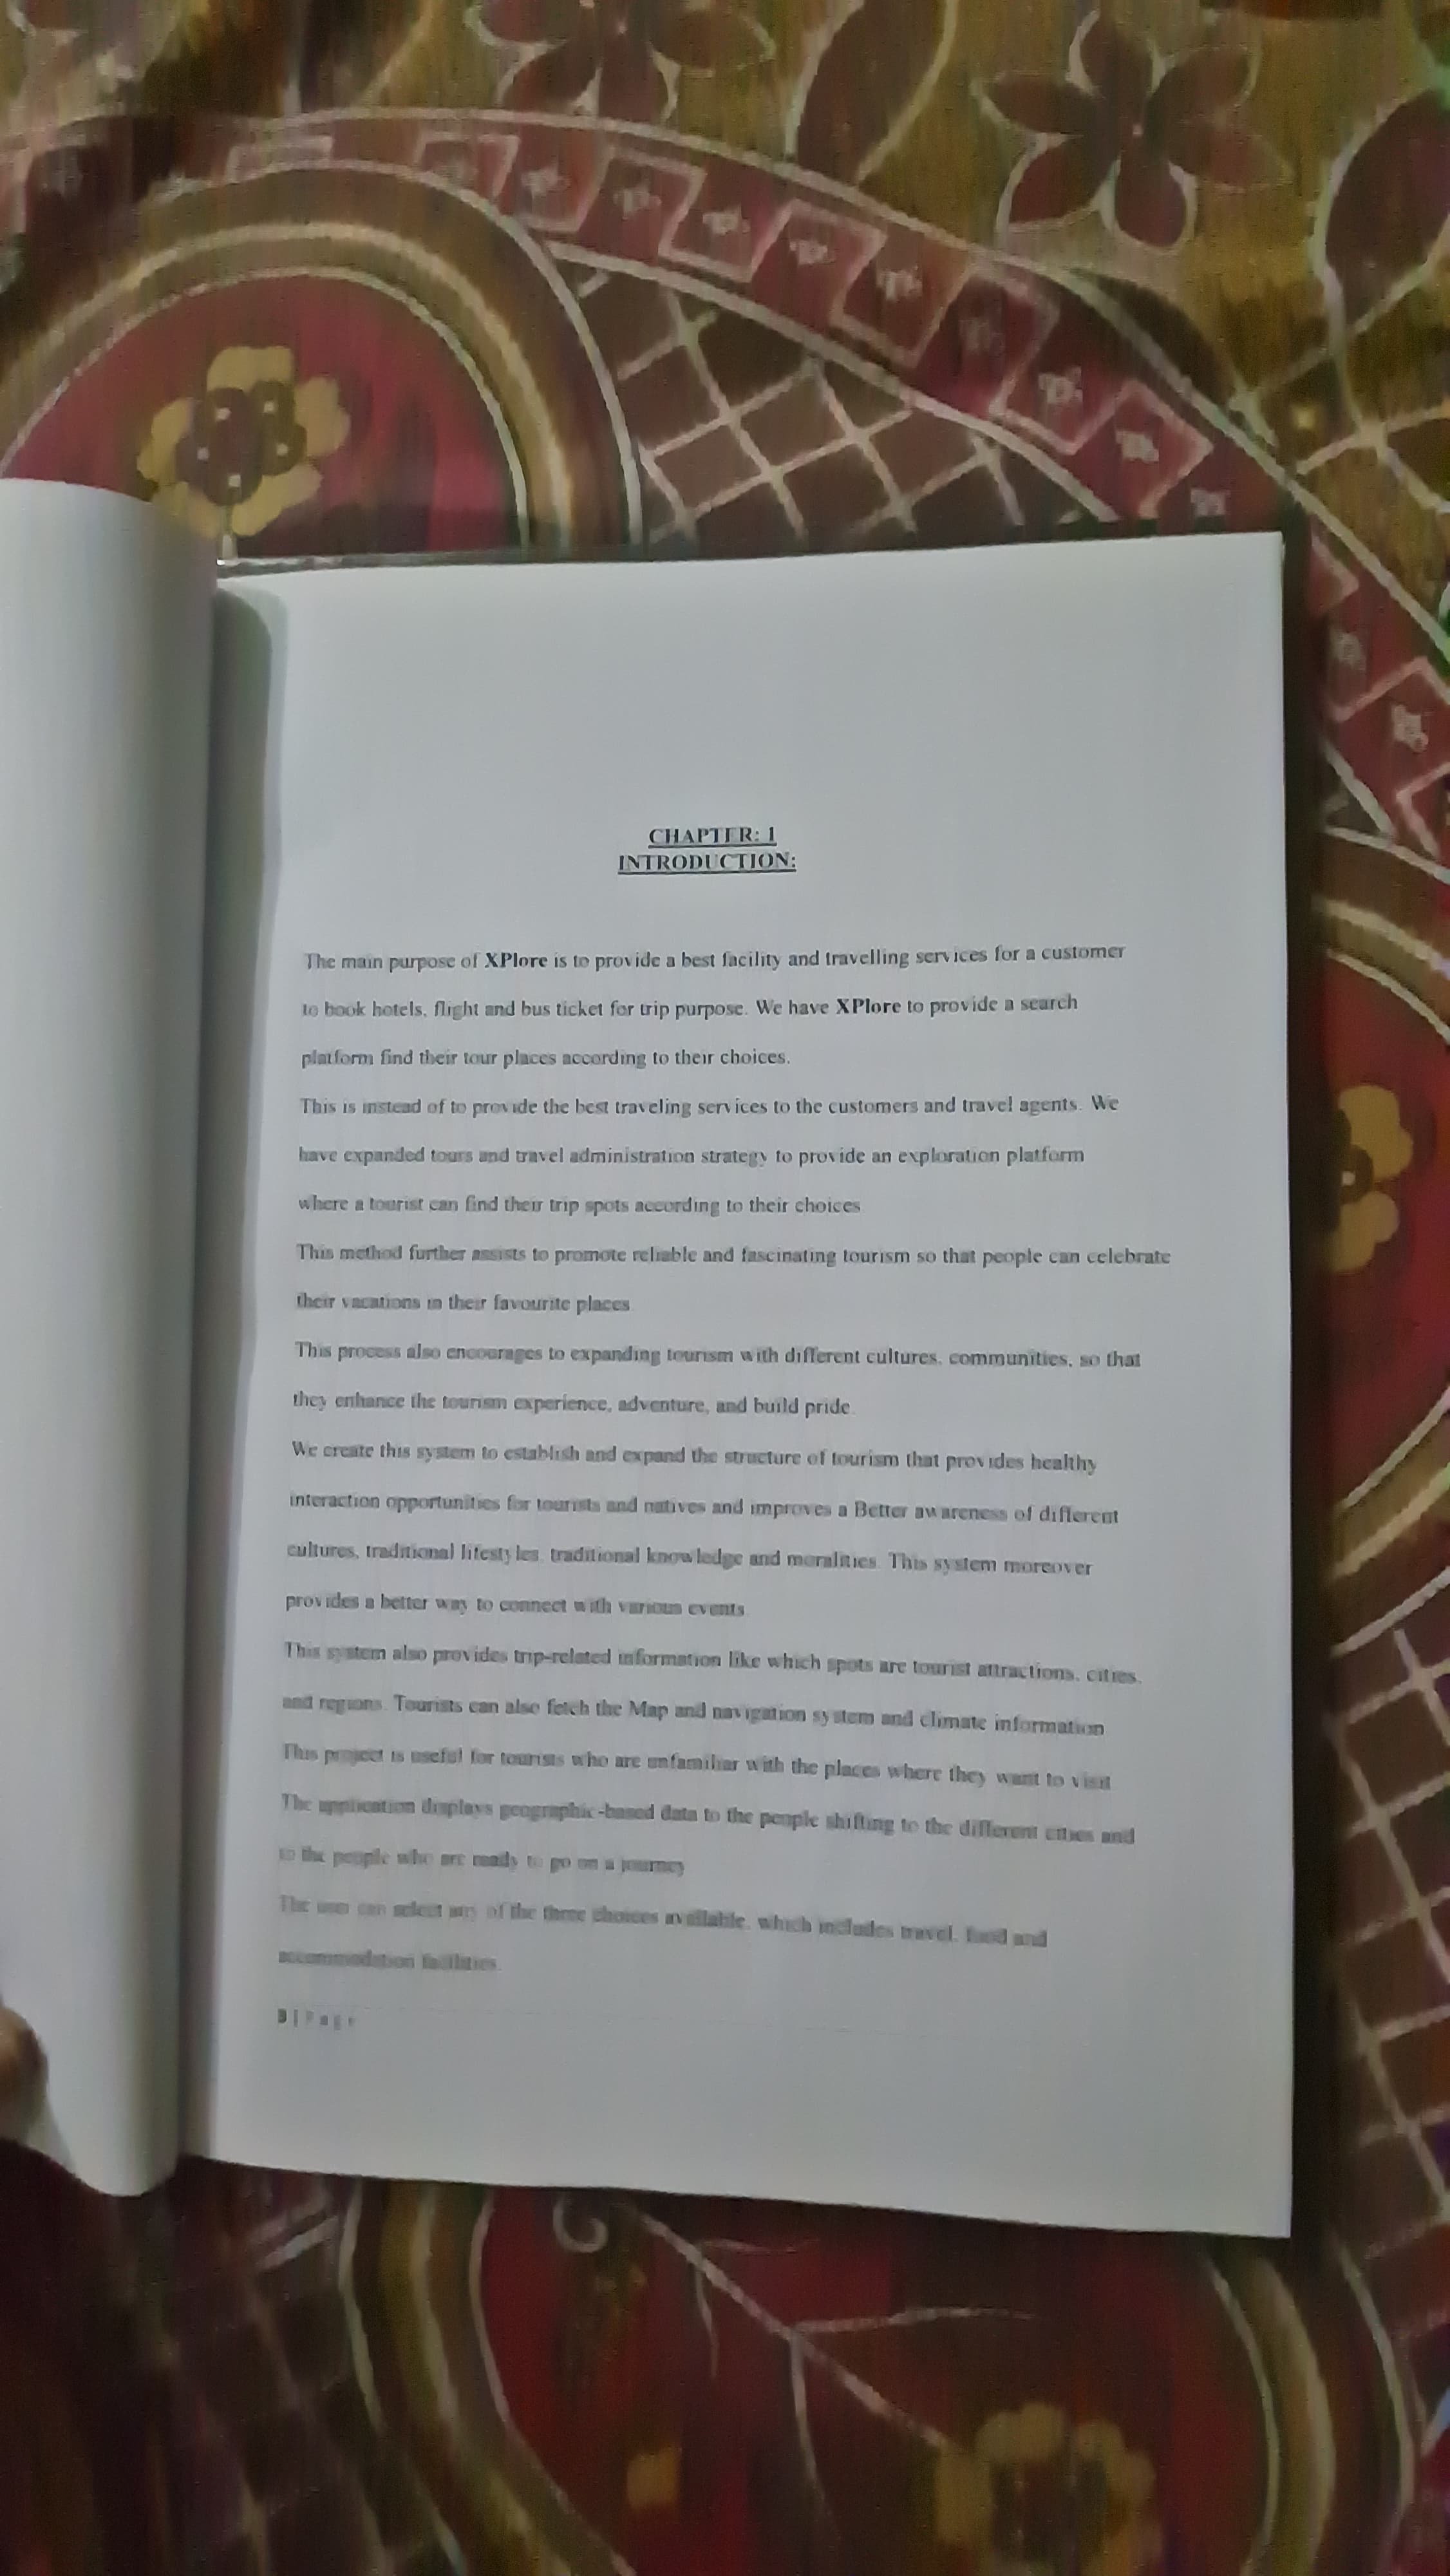 CHAPTER: 1
INTRODUCTION:
The main purpose of XPlore is to provide a best facility and travelling services for a customer
to book hotels, flight and bus ticket for trip purpose. We have XPlore to provide a search
platform find their tour places according to their choices.
This is instead of to provide the best traveling services to the customers and travel agents. We
have expanded tours and travel administration strategy to provide an exploration platform
where a tourist can find their trip spots according to their choices
This method further assists to promote reliable and fascinating tourism so that people can celebrate
their vacations in their favourite places
This process also encourages to expanding tourism with different cultures, communities, so that
they enhance the tourism experience, adventure, and build pride.
We create this system to establish and expand the structure of tourism that provides healthy
interaction opportunities for tourists and natives and improves a Better awareness of different
cultures, traditional lifestyles, traditional knowledge and moralities. This system moreover
provides a better way to connect with various events
This system also provides trip-related information like which spots are tourist attractions, cities,
and regions. Tourists can also fetch the Map and navigation system and climate information
This project is useful for tourists who are unfamiliar with the places where they want to visit
The application displays geographic-based data to the people shifting to the different cities and
to the people who are ready to go on a journey
The user can select any of the three choices available, which includes travel, food and
accommodation facilities.
| P a g e